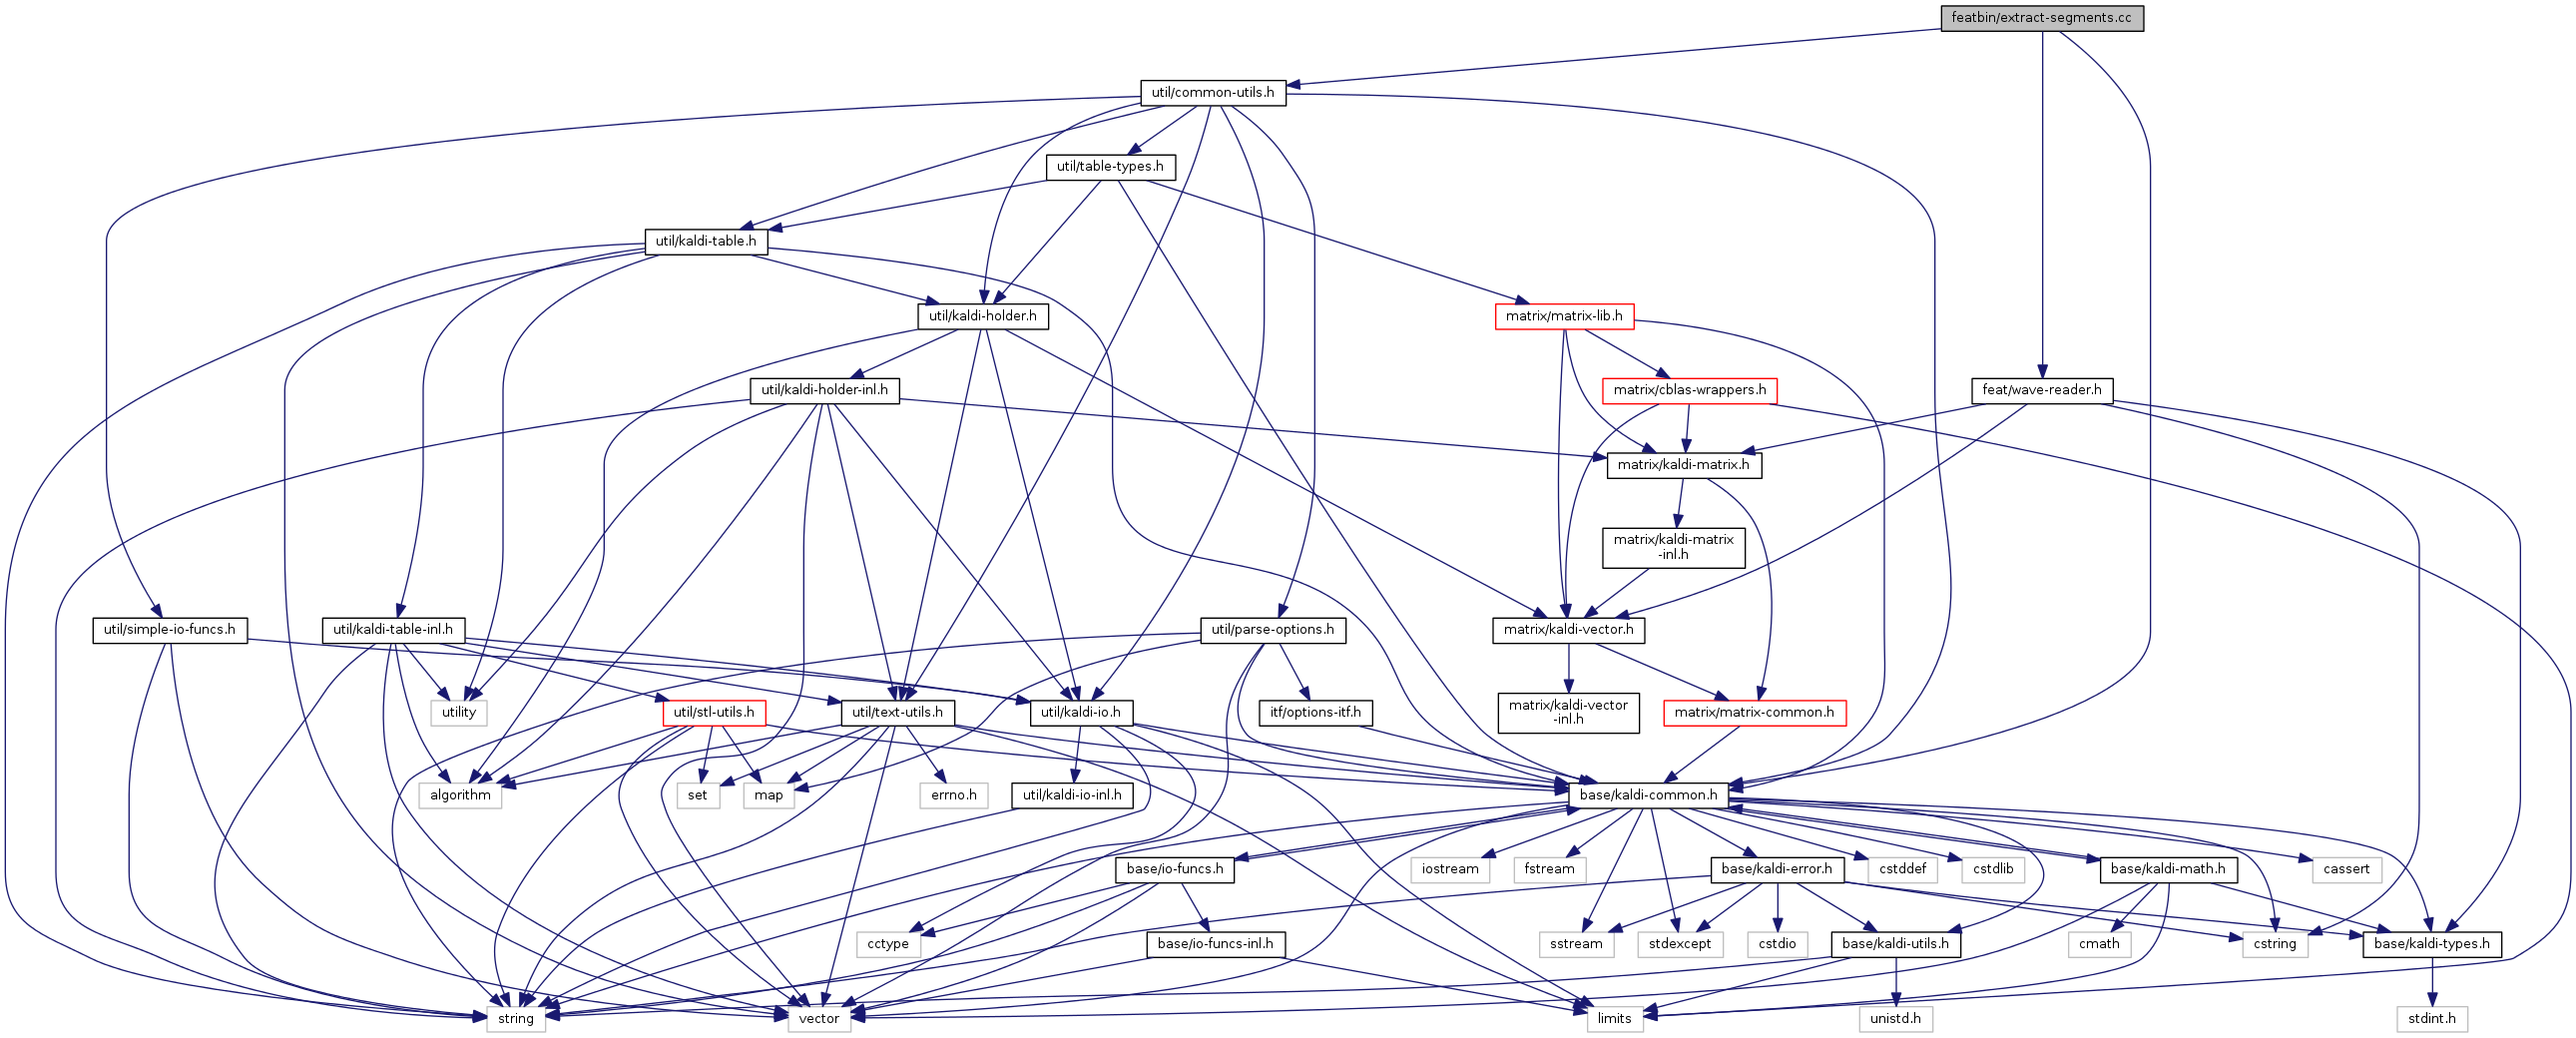 featbin/extract-segments.cc
util/common-utils.h
util/table-types.h
util/kaldi-table.h
util/kaldi-holder.h
matrix/matrix-lib.h
util/kaldi-holder-inl.h
matrix/cblas-wrappers.h
feat/wave-reader.h
matrix/kaldi-matrix.h
matrix/kaldi-matrix
-inl.h
util/simple-io-funcs.h
util/kaldi-table-inl.h
util/parse-options.h
matrix/kaldi-vector.h
utility
util/stl-utils.h
util/text-utils.h
util/kaldi-io.h
itf/options-itf.h
matrix/kaldi-vector
-inl.h
matrix/matrix-common.h
algorithm
set
map
errno.h
util/kaldi-io-inl.h
base/kaldi-common.h
base/io-funcs.h
iostream
fstream
base/kaldi-error.h
cstddef
cstdlib
base/kaldi-math.h
cassert
cctype
base/io-funcs-inl.h
sstream
stdexcept
cstdio
base/kaldi-utils.h
cmath
cstring
base/kaldi-types.h
string
vector
limits
unistd.h
stdint.h